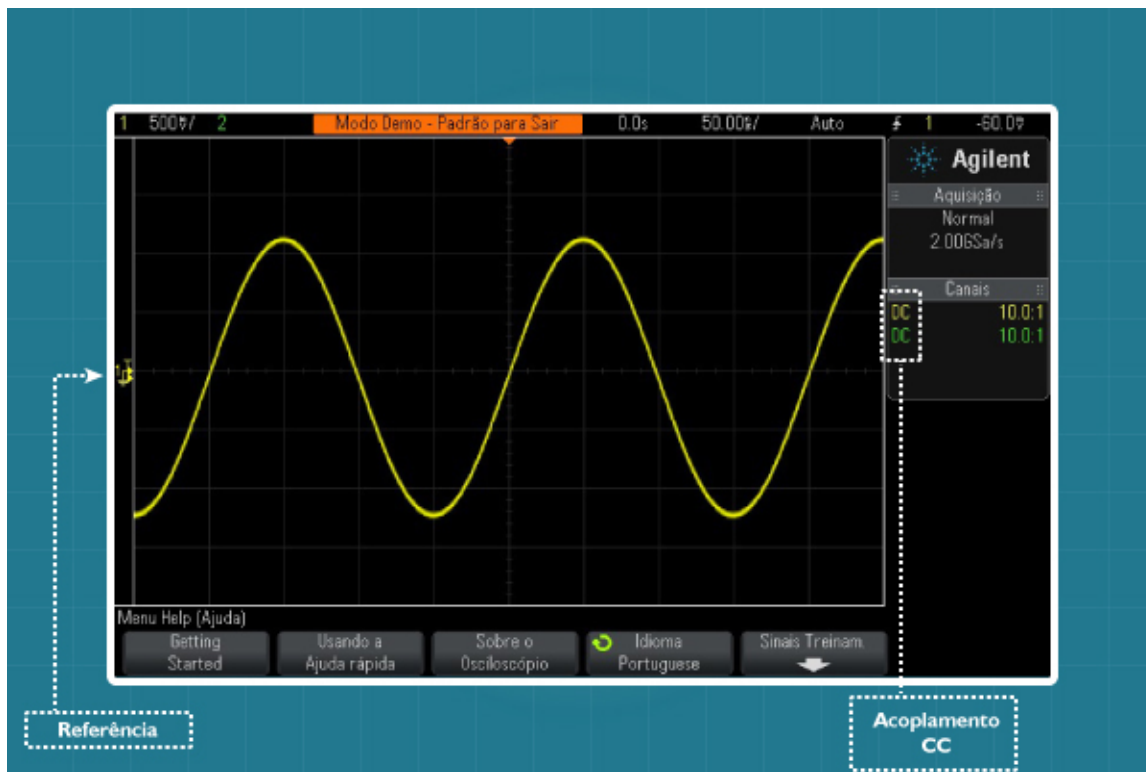 1 500㎷/ 2 Modo Demo - Padrão para Sair 0.0s 50.00㎲/ Auto 1 -60.0㎷
Agilent
Aquisição
Normal
2.00GSa/s
Canais
DC 10.0:1
DC 10.0:1
Menu Help (Ajuda)
Getting
Started
Usando a
Ajuda rápida
Sobre o
Osciloscópio
Idioma
Portuguese
Sinais Treinam.
Referência
Acoplamento
CC